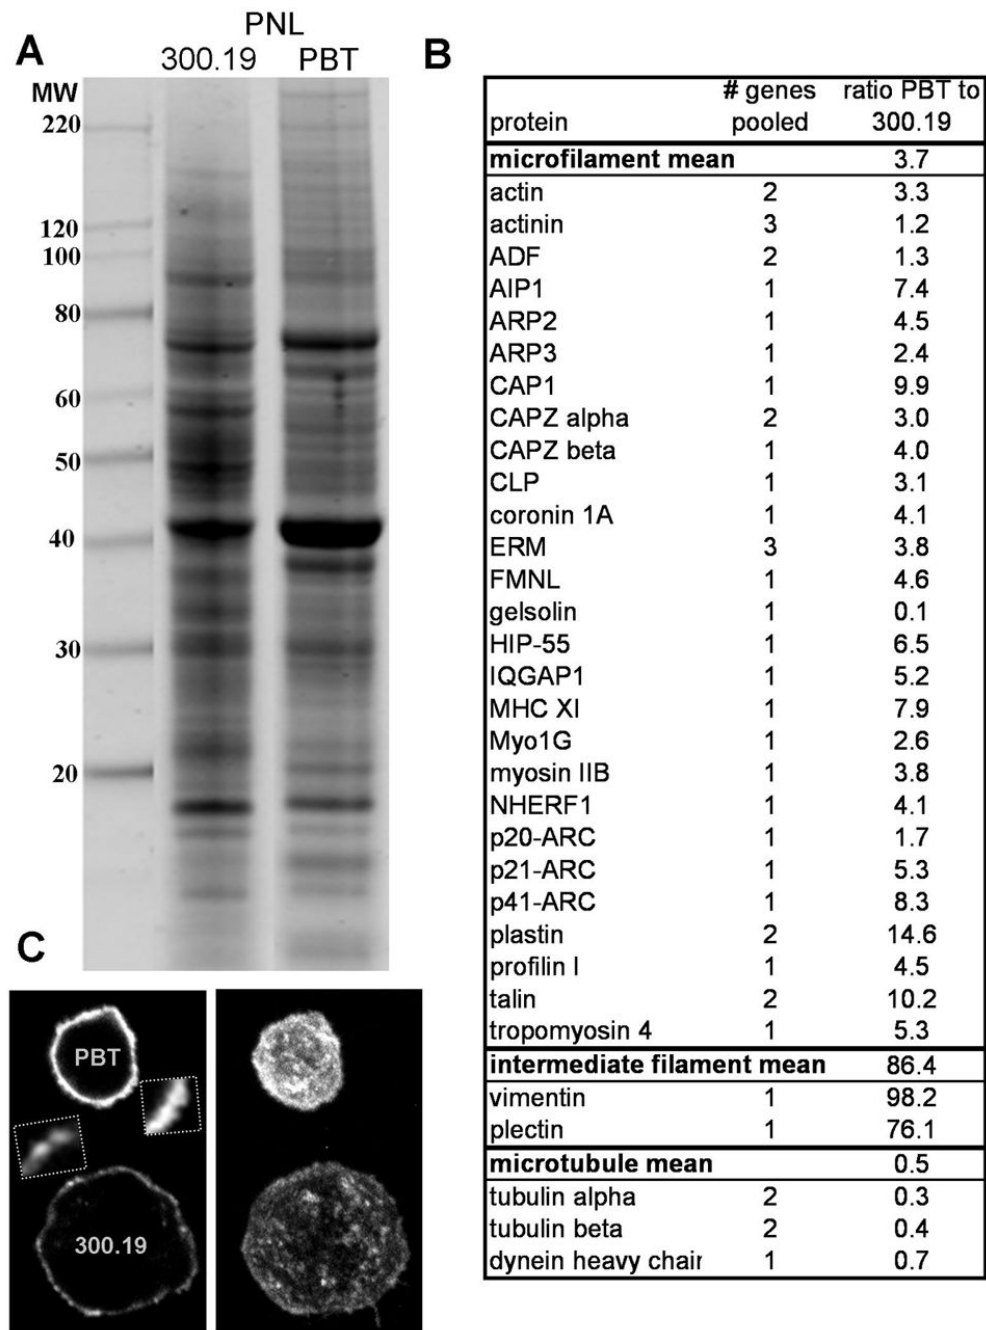 A
PNL
300.19 PBT
MW
220
120
100
80
60
50
40
30
20
B
protein # genes pooled ratio PBT to 300.19
microfilament mean 3.7
actin 2 3.3
actinin 3 1.2
ADF 2 1.3
AIP1 1 7.4
ARP2 1 4.5
ARP3 1 2.4
CAP1 1 9.9
CAPZ alpha 2 3.0
CAPZ beta 1 4.0
CLP 1 3.1
coronin 1A 1 4.1
ERM 3 3.8
FMNL 1 4.6
gelsolin 1 0.1
HIP-55 1 6.5
IQGAP1 1 5.2
MHC XI 1 7.9
Myo1G 1 2.6
myosin IIB 1 3.8
NHERF1 1 4.1
p20-ARC 1 1.7
p21-ARC 1 5.3
p41-ARC 1 8.3
plastin 2 14.6
profilin I 1 4.5
talin 2 10.2
tropomyosin 4 1 5.3
intermediate filament mean 86.4
vimentin 1 98.2
plectin 1 76.1
microtubule mean 0.5
tubulin alpha 2 0.3
tubulin beta 2 0.4
dynein heavy chair 1 0.7
C
PBT
300.19